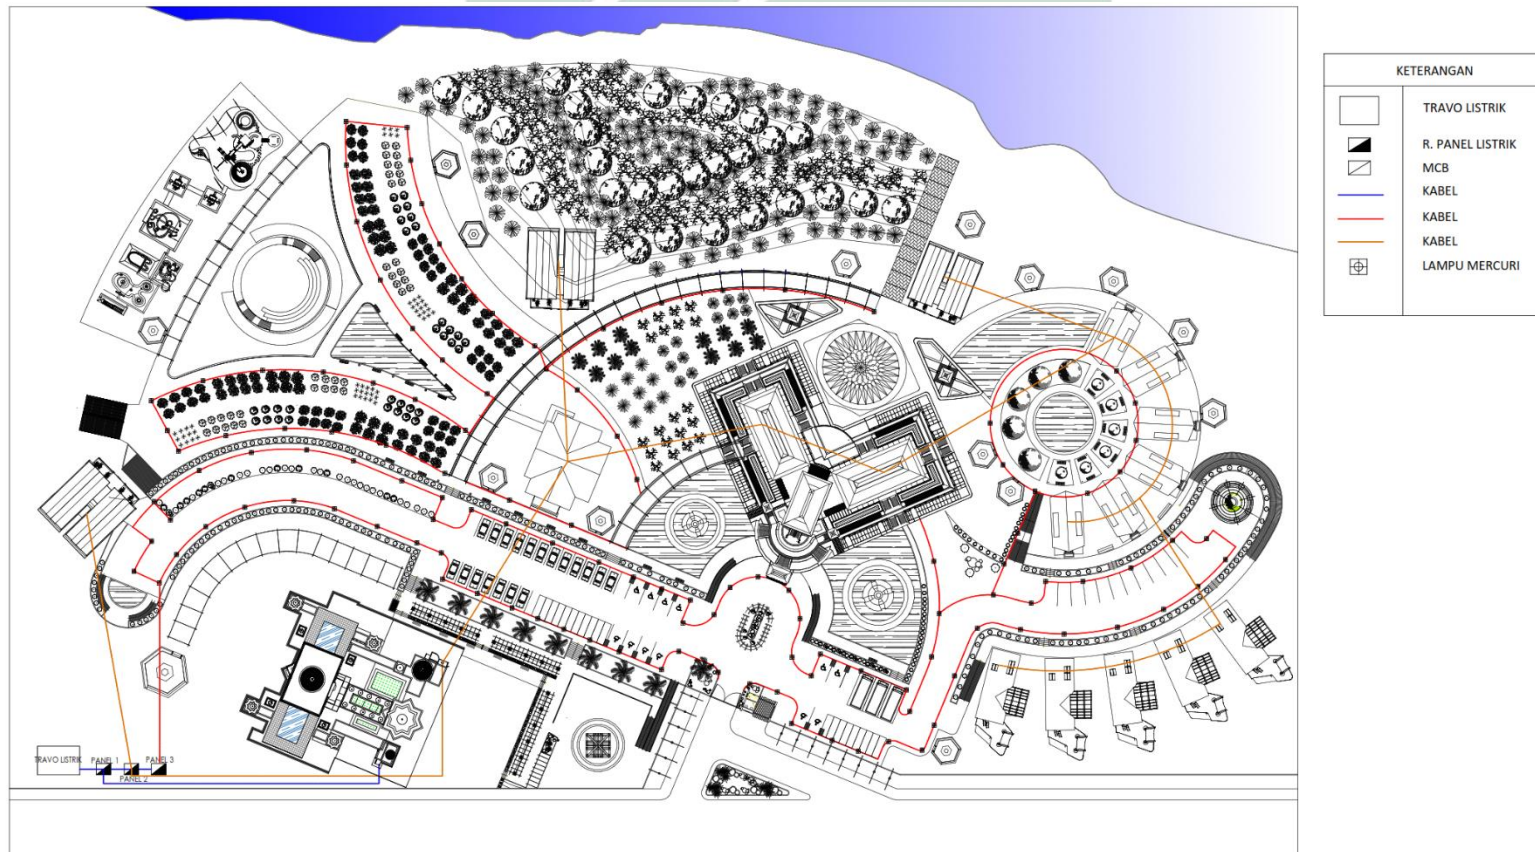 KETERANGAN
TRAVO LISTRIK
R. PANEL LISTRIK
MCB
KABEL
KABEL
KABEL
LAMPU MERCURI
TRAVO LISTRIK
PANEL 1
PANEL 2
PANEL 3